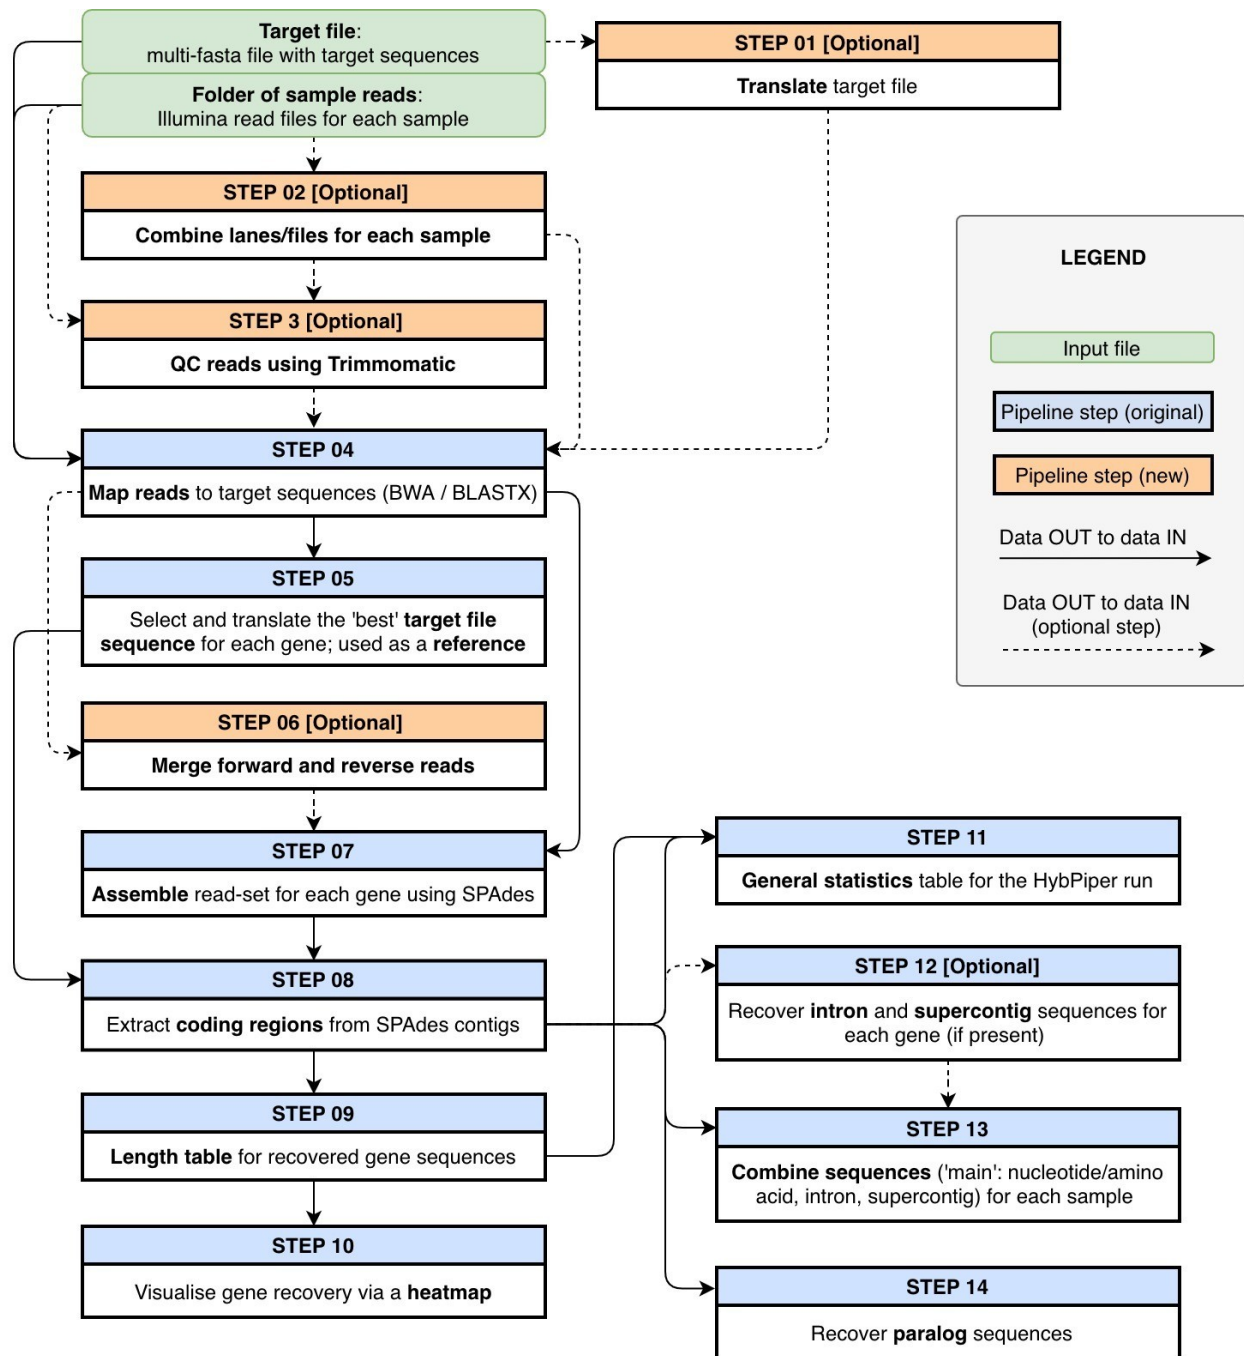 Target file:
multi-fasta file with target sequences
Folder of sample reads:
Illumina read files for each sample
STEP 01 [Optional]
Translate target file
STEP 02 [Optional]
Combine lanes/files for each sample
STEP 3 [Optional]
QC reads using Trimmomatic
STEP 04
Map reads to target sequences (BWA / BLASTX)
STEP 05
Select and translate the 'best' target file
sequence for each gene; used as a reference
STEP 06 [Optional]
Merge forward and reverse reads
STEP 07
Assemble read-set for each gene using SPAdes
STEP 08
Extract coding regions from SPAdes contigs
STEP 09
Length table for recovered gene sequences
STEP 10
Visualise gene recovery via a heatmap
STEP 11
General statistics table for the HybPiper run
STEP 12 [Optional]
Recover intron and supercontig sequences for
each gene (if present)
STEP 13
Combine sequences ('main': nucleotide/amino
acid, intron, supercontig) for each sample
STEP 14
Recover paralog sequences
LEGEND
Input file
Pipeline step (original)
Pipeline step (new)
Data OUT to data IN
Data OUT to data IN
(optional step)